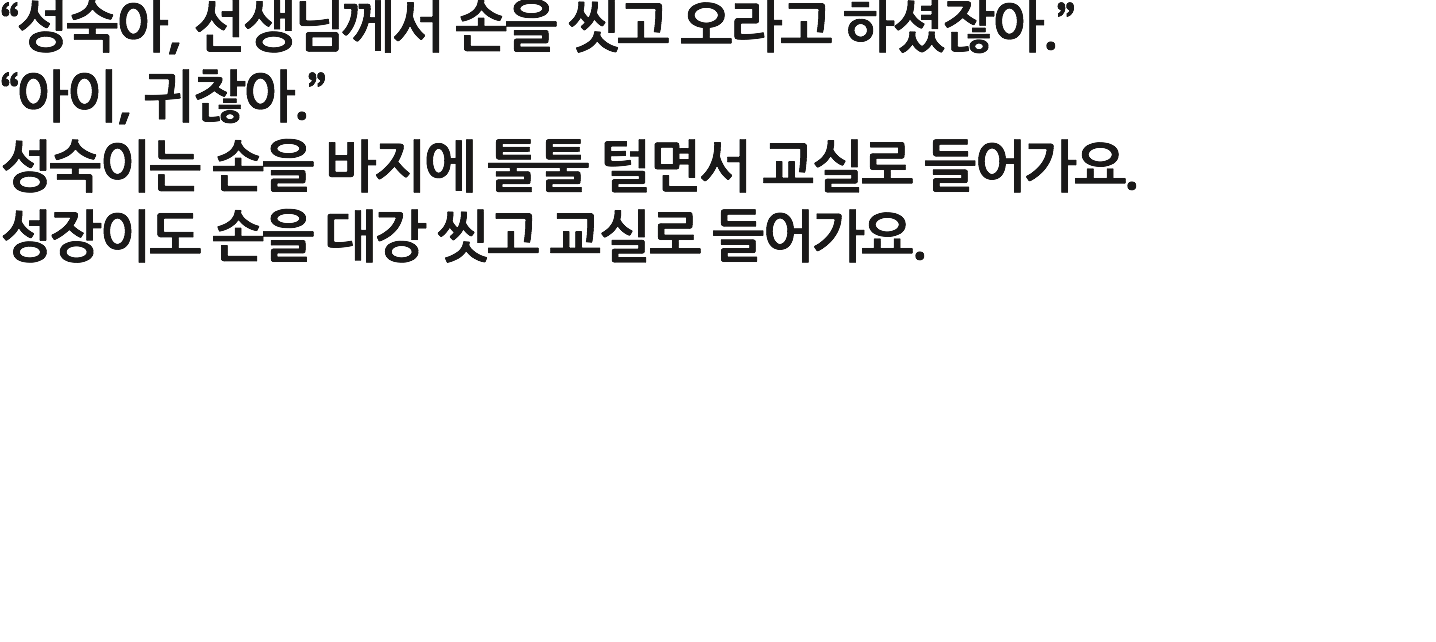 “성숙아, 선생님께서 손을 씻고 오라고 하셨잖아.”
“아이, 귀찮아.”
성숙이는 손을 바지에 툴툴 털면서 교실로 들어가요.
성장이도 손을 대강 씻고 교실로 들어가요.